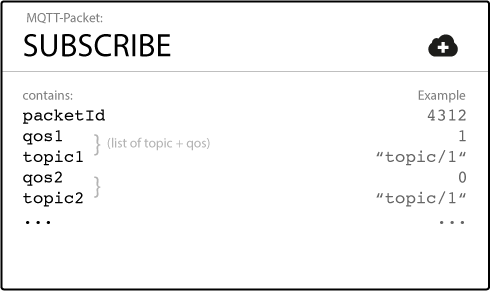 MQTT-Packet:
SUBSCRIBE
contains: Example
packetId 4312
qos1 1
} (list of topic + qos)
topic1 “topic/1“
qos2 0
}
topic2 “topic/1“
... ...